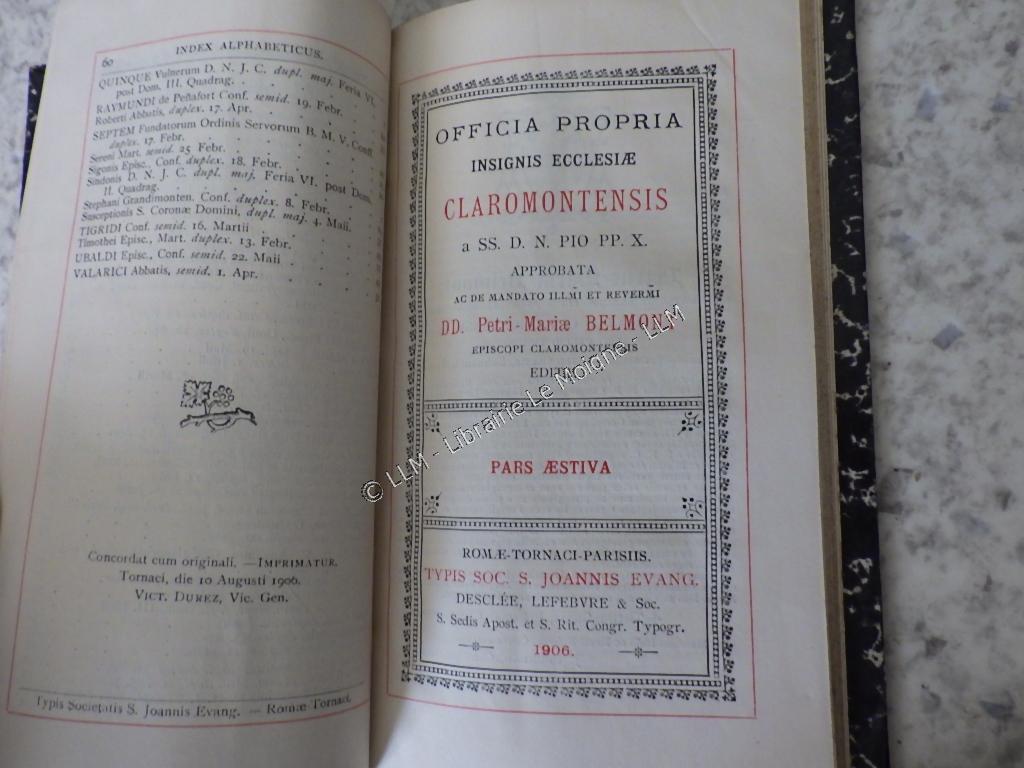 60
INDEX ALPHABETICUS.
QUINQUE Vulnerum D. N. J. C. dupl. maj. Feria VI.
post Dom. III. Quadrag.
RAYMUNDI de Peñafort Conf. semid. 19. Febr.
Roberti Abbatis, duplex. 17. Apr.
SEPTEM Fundatorum Ordinis Servorum B. M. V. Conff.
duplex. 17 Febr.
Sereni Mart. semid. 25 Febr.
Sigonis Episc., Conf. duplex. 18. Febr.
Sindonis D. N. J. C. dupl. maj. Feria VI. post Dom.
II. Quadrag.
Stephani Grandimonten. Conf. duplex. 8. Febr.
Susceptionis S. Coronæ Domini, dupl. maj. 4. Maii.
TIGRIDI Conf. semid. 16. Martii
Timothei Episc., Mart. duplex. 13. Febr.
UBALDI Episc., Conf. semid. 22. Maii
VALARICI Abbatis, semid. 1. Apr.
Concordat cum originali. — IMPRIMATUR.
Tornaci, die 10 Augusti 1906.
VICT. DUREZ, Vic. Gen.
Typis Societatis S. Joannis Evang. — Romæ Tornaci.
OFFICIA PROPRIA
INSIGNIS ECCLESIÆ
CLAROMONTENSIS
a SS. D. N. PIO PP. X.
APPROBATA
AC DE MANDATO ILLM̄I ET REVERM̄I
DD. Petri-Mariæ BELMONT
EPISCOPI CLAROMONTENSIS
EDITA
PARS ÆSTIVA
ROMÆ-TORNACI-PARISIIS.
TYPIS SOC. S. JOANNIS EVANG.
DESCLÉE, LEFEBVRE & Soc.
S. Sedis Apost. et S. Rit. Congr. Typogr.
1906.
© LLM - Librairie Le Moigne - LLM